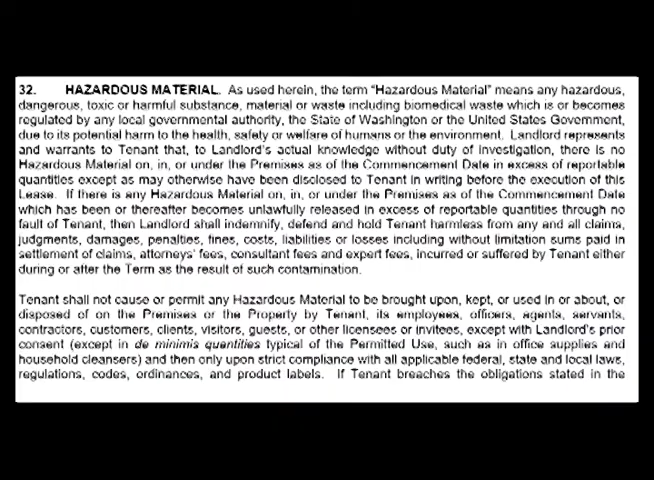 32. HAZARDOUS MATERIAL. As used herein, the term "Hazardous Material" means any hazardous,
dangerous, toxic or harmful substance, material or waste including biomedical waste which is or becomes
regulated by any local governmental authority, the State of Washington or the United States Government,
due to its potential harm to the health, safety or welfare of humans or the environment. Landlord represents
and warrants to Tenant that, to Landlord's actual knowledge without duty of investigation, there is no
Hazardous Material on, in, or under the Premises as of the Commencement Date in excess of reportable
quantities except as may otherwise have been disclosed to Tenant in writing before the execution of this
Lease. If there is any Hazardous Material on, in, or under the Premises as of the Commencement Date
which has been or thereafter becomes unlawfully released in excess of reportable quantities through no
fault of Tenant, then Landlord shall indemnify, defend and hold Tenant harmless from any and all claims,
judgments, damages, penalties, fines, costs, liabilities or losses including without limitation sums paid in
settlement of claims, attorneys' fees, consultant fees and expert fees, incurred or suffered by Tenant either
during or after the Term as the result of such contamination.
Tenant shall not cause or permit any Hazardous Material to be brought upon, kept, or used in or about, or
disposed of on the Premises or the Property by Tenant, its employees, officers, agents, servants,
contractors, customers, clients, visitors, guests, or other licensees or invitees, except with Landlord's prior
consent (except in de minimis quantities typical of the Permitted Use, such as in office supplies and
household cleansers) and then only upon strict compliance with all applicable federal, state and local laws,
regulations, codes, ordinances, and product labels. If Tenant breaches the obligations stated in the